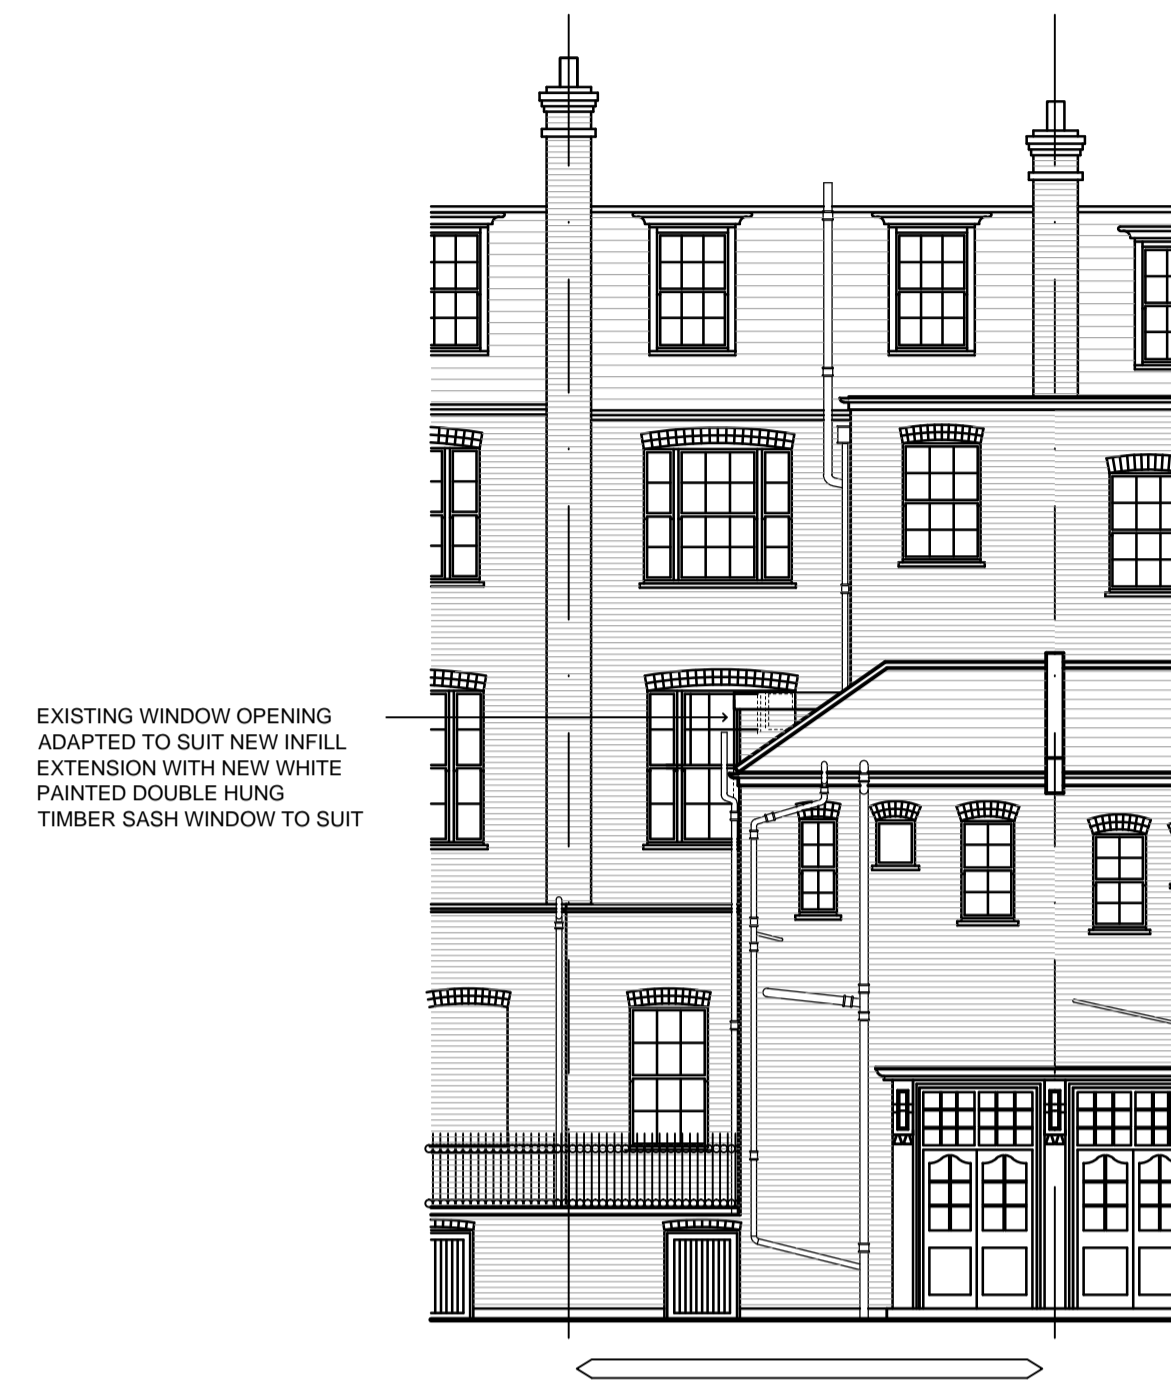 EXISTING WINDOW OPENING
ADAPTED TO SUIT NEW INFILL
EXTENSION WITH NEW WHITE
PAINTED DOUBLE HUNG
TIMBER SASH WINDOW TO SUIT